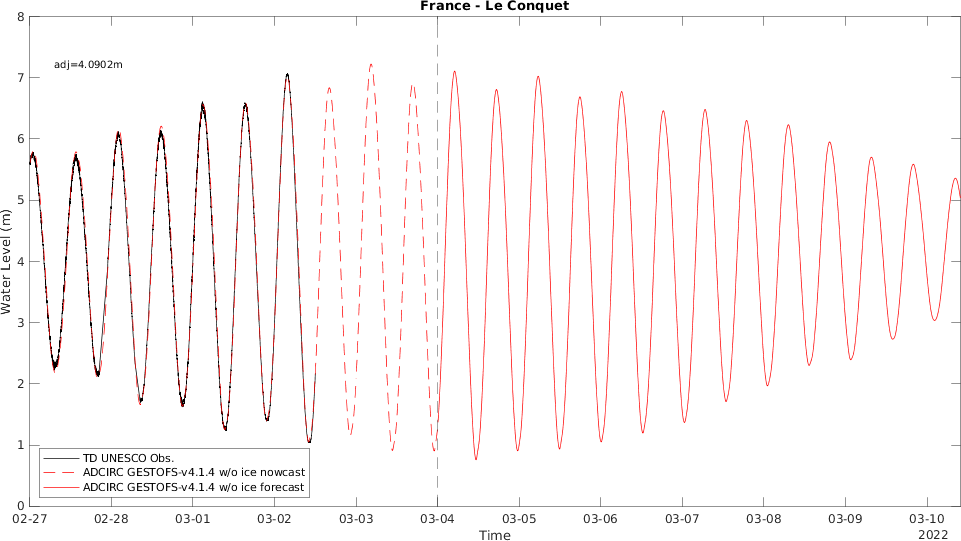 France - Le Conquet
adj=4.0902m
Water Level (m)
8
7
6
5
4
3
2
1
0
TD UNESCO Obs.
ADCIRC GESTOFS-v4.1.4 w/o ice nowcast
ADCIRC GESTOFS-v4.1.4 w/o ice forecast
02-27 02-28 03-01 03-02 03-03 03-04 03-05 03-06 03-07 03-08 03-09 03-10
Time
2022